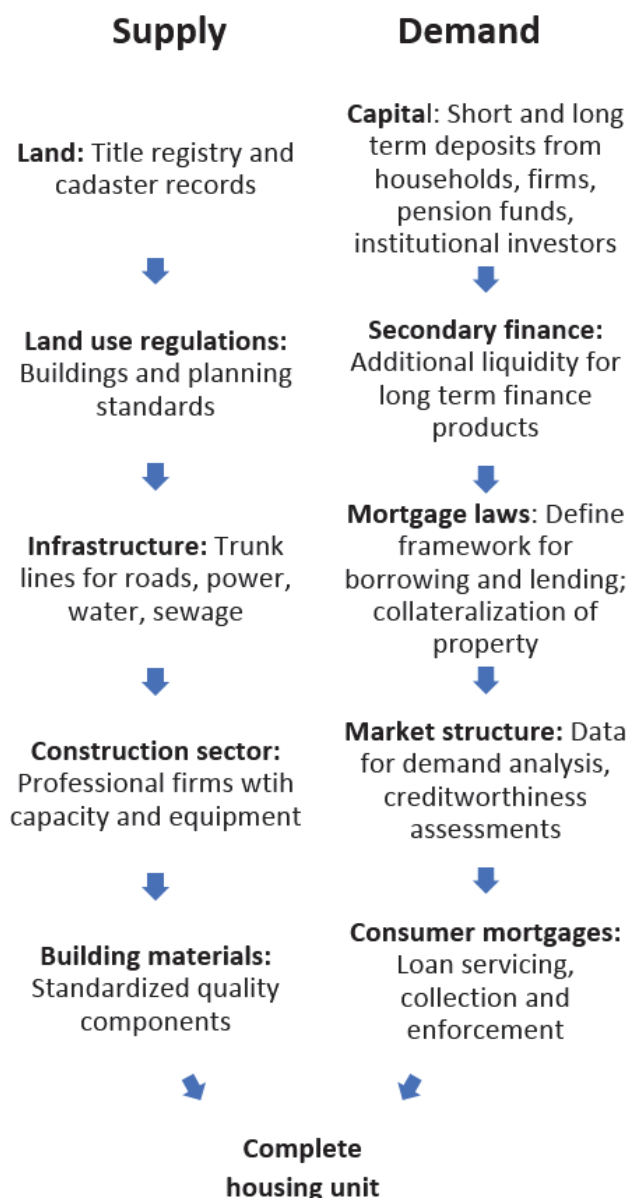 Supply
Land: Title registry and
cadaster records
Land use regulations:
Buildings and planning
standards
Infrastructure: Trunk
lines for roads, power,
water, sewage
Construction sector:
Professional firms wtih
capacity and equipment
Building materials:
Standardized quality
components
Demand
Capital: Short and long
term deposits from
households, firms,
pension funds,
institutional investors
Secondary finance:
Additional liquidity for
long term finance
products
Mortgage laws: Define
framework for
borrowing and lending;
collateralization of
property
Market structure: Data
for demand analysis,
creditworthiness
assessments
Consumer mortgages:
Loan servicing,
collection and
enforcement
Complete
housing unit